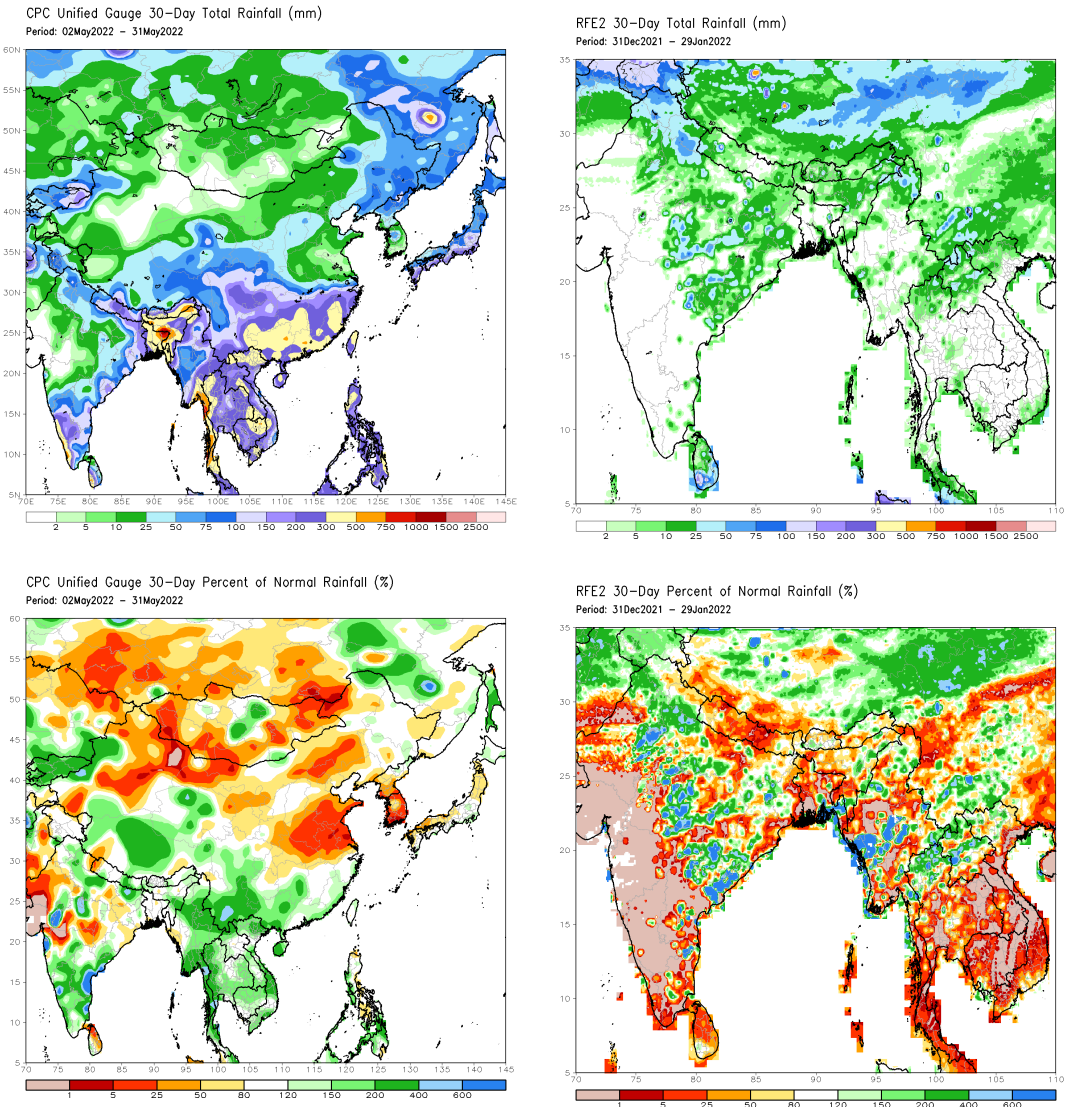 CPC Unified Gauge 30-Day Total Rainfall (mm)
Period: 02May2022 - 31May2022
60N
55N
50N
45N
40N
35N
30N
25N
20N
15N
10N
5N
70E 75E 80E 85E 90E 95E 100E 105E 110E 115E 120E 125E 130E 135E 140E 145E
2 5 10 25 50 75 100 150 200 300 500 750 1000 1500 2500
RFE2 30-Day Total Rainfall (mm)
Period: 31Dec2021 - 29Jan2022
35
30
25
20
15
10
5
70 75 80 85 90 95 100 105 110
2 5 10 25 50 75 100 150 200 300 500 750 1000 1500 2500
CPC Unified Gauge 30-Day Percent of Normal Rainfall (%)
Period: 02May2022 - 31May2022
60
55
50
45
40
35
30
25
20
15
10
5
70 75 80 85 90 95 100 105 110 115 120 125 130 135 140 145
1 5 25 50 80 120 150 200 400 600
RFE2 30-Day Percent of Normal Rainfall (%)
Period: 31Dec2021 - 29Jan2022
35
30
25
20
15
10
5
70 75 80 85 90 95 100 105 110
1 5 25 50 80 120 150 200 400 600